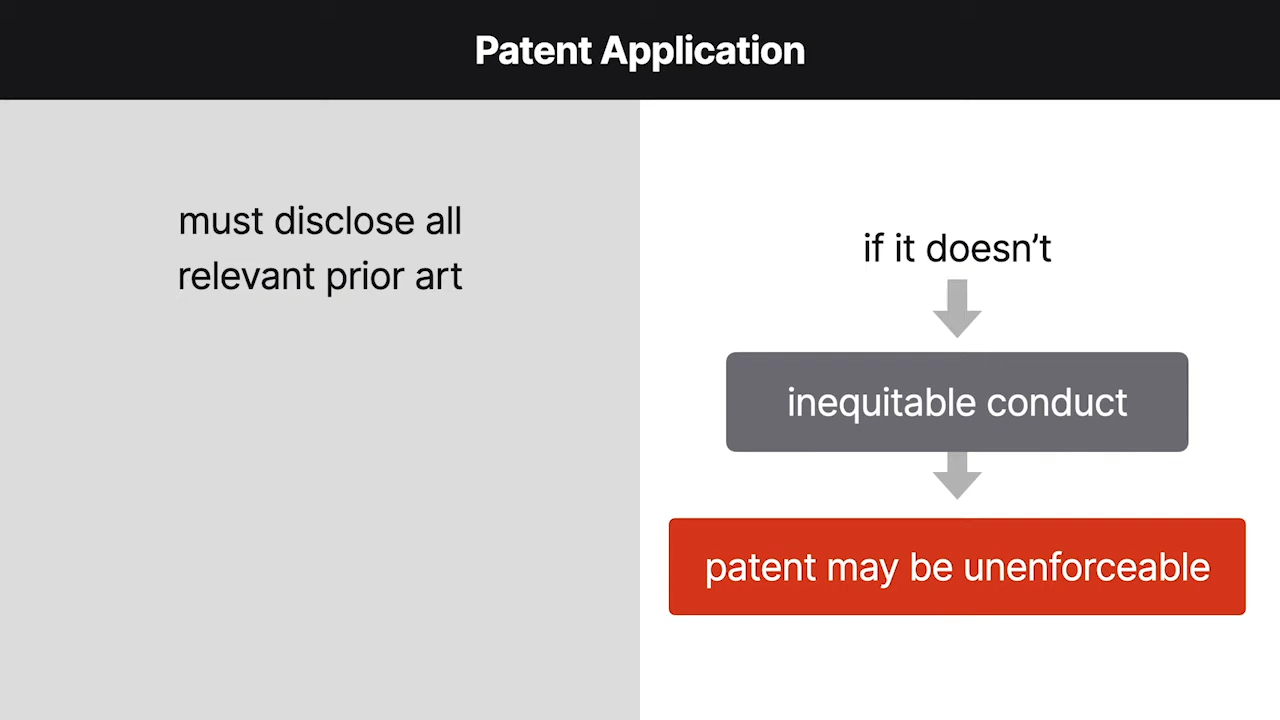 Patent Application
must disclose all
relevant prior art
if it doesn’t
inequitable conduct
patent may be unenforceable